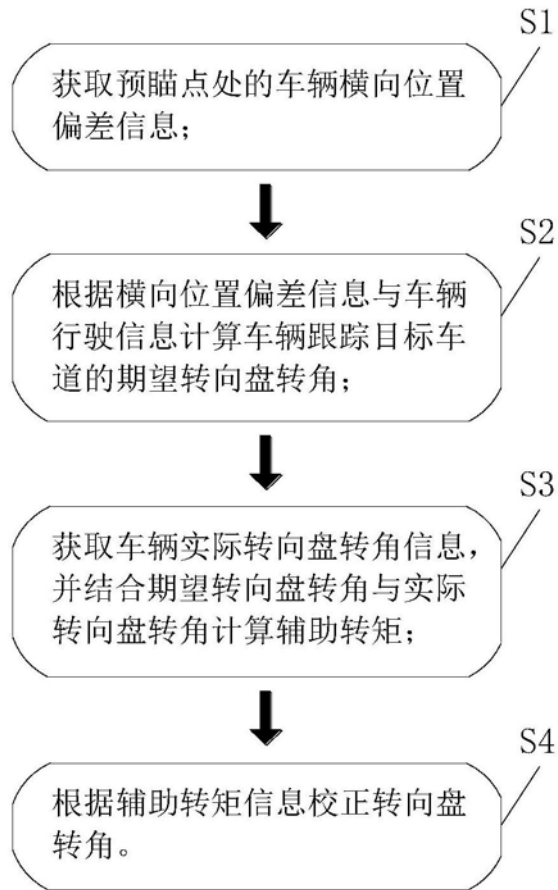 S1
获取预瞄点处的车辆横向位置
偏差信息；
S2
根据横向位置偏差信息与车辆
行驶信息计算车辆跟踪目标车
道的期望转向盘转角；
S3
获取车辆实际转向盘转角信息，
并结合期望转向盘转角与实际
转向盘转角计算辅助转矩；
S4
根据辅助转矩信息校正转向盘
转角。